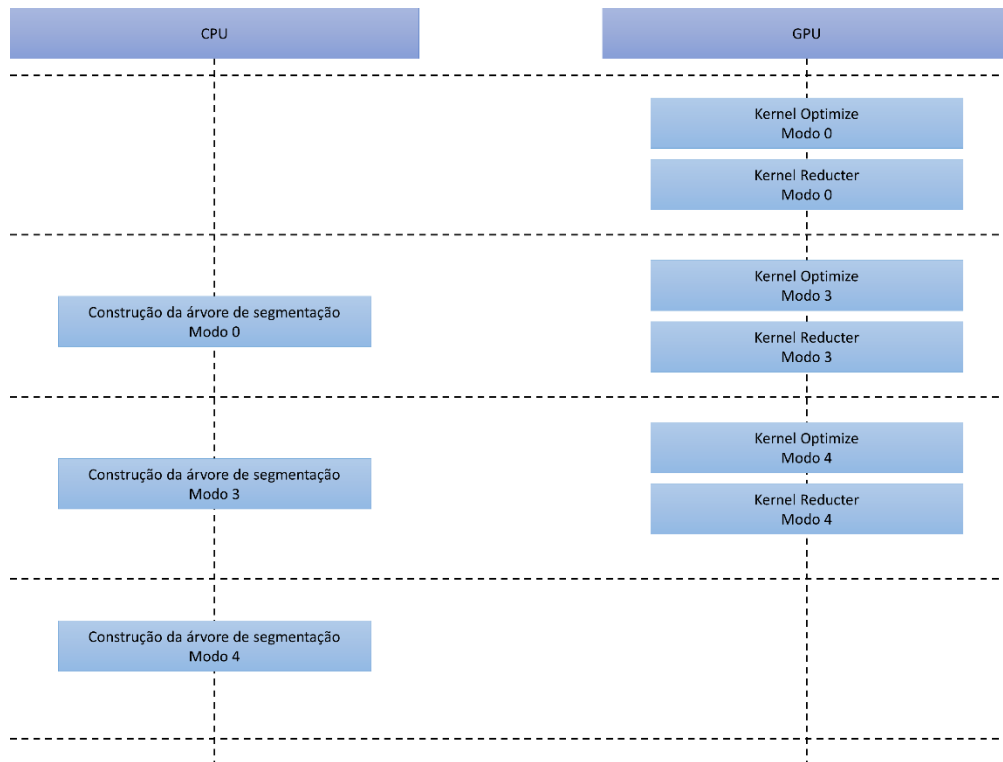 CPU
GPU
Kernel Optimize
Modo 0
Kernel Reducter
Modo 0
Construção da árvore de segmentação
Modo 0
Kernel Optimize
Modo 3
Kernel Reducter
Modo 3
Construção da árvore de segmentação
Modo 3
Kernel Optimize
Modo 4
Kernel Reducter
Modo 4
Construção da árvore de segmentação
Modo 4